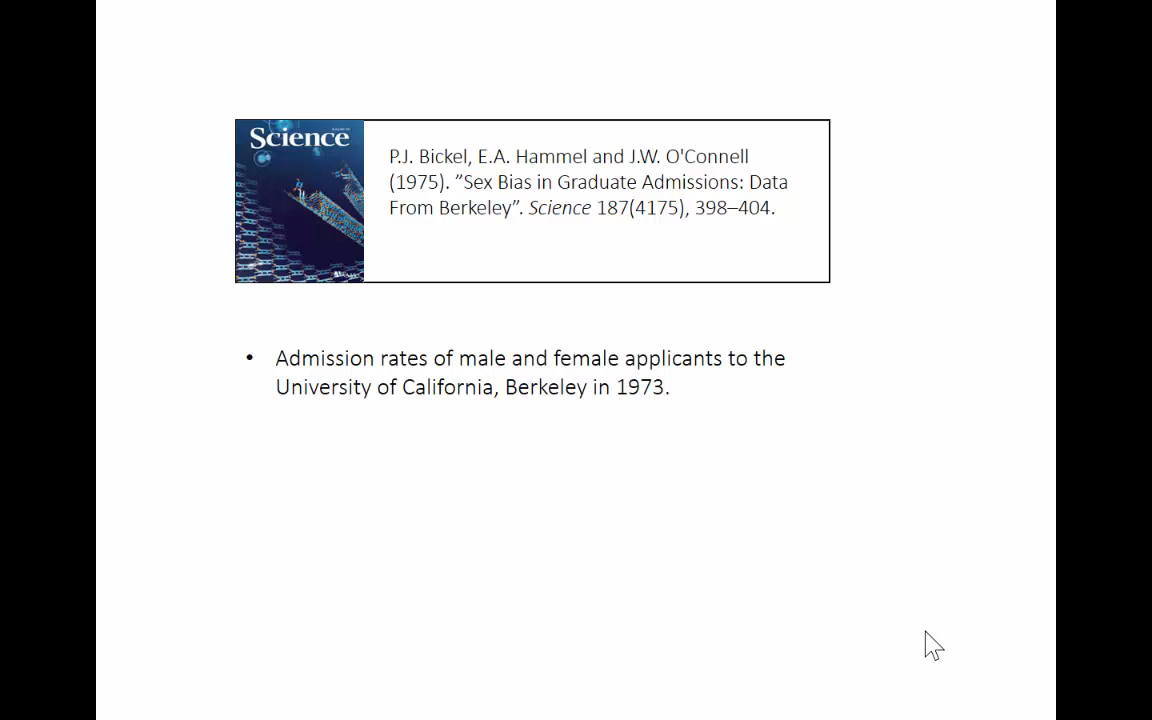 Science
P.J. Bickel, E.A. Hammel and J.W. O'Connell
(1975). ”Sex Bias in Graduate Admissions: Data
From Berkeley”. Science 187(4175), 398–404.
• Admission rates of male and female applicants to the
University of California, Berkeley in 1973.